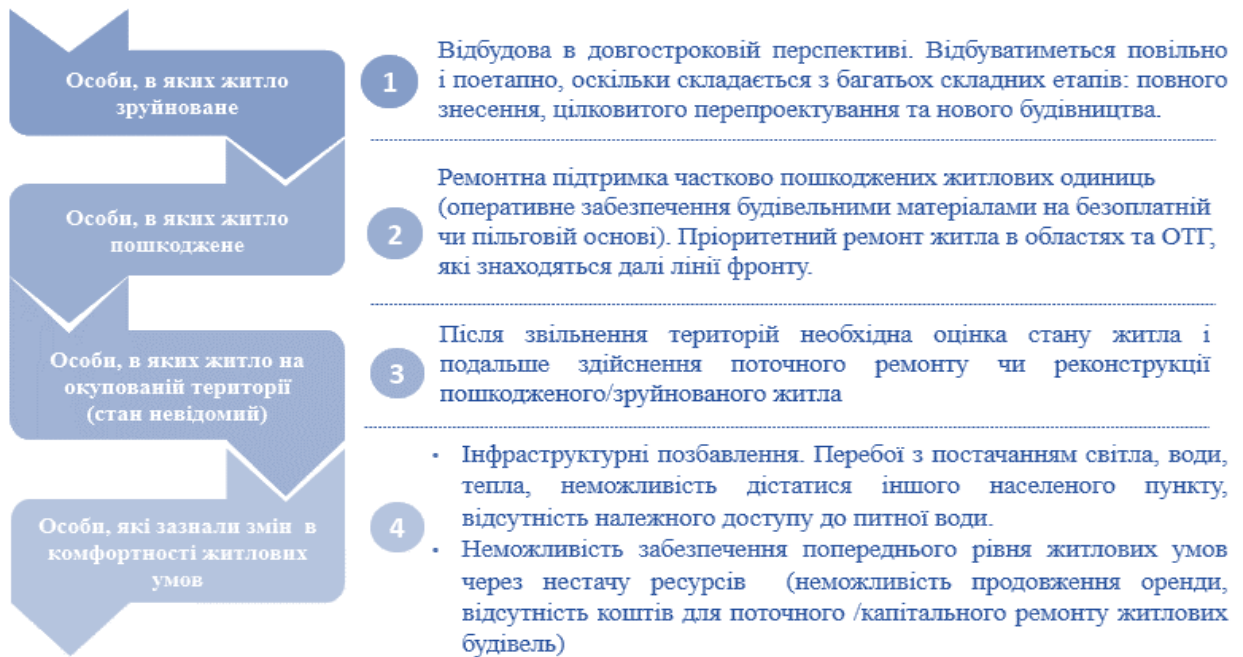 Особи, в яких житло
зруйноване
1
Відбудова в довгостроковій перспективі. Відбуватиметься повільно
і поетапно, оскільки складається з багатьох складних етапів: повного
знесення, цілковитого перепроектування та нового будівництва.
Особи, в яких житло
пошкоджене
2
Ремонтна підтримка частково пошкоджених житлових одиниць
(оперативне забезпечення будівельними матеріалами на безоплатній
чи пільговій основі). Пріоритетний ремонт житла в областях та ОТГ,
які знаходяться далі лінії фронту.
Особи, в яких житло на
окупованій території
(стан невідомий)
3
Після звільнення територій необхідна оцінка стану житла і
подальше здійснення поточного ремонту чи реконструкції
пошкодженого/зруйнованого житла
Особи, які зазнали змін в
комфортності житлових
умов
4
• Інфраструктурні позбавлення. Перебої з постачанням світла, води,
тепла, неможливість дістатися іншого населеного пункту,
відсутність належного доступу до питної води.
• Неможливість забезпечення попереднього рівня житлових умов
через нестачу ресурсів (неможливість продовження оренди,
відсутність коштів для поточного /капітального ремонту житлових
будівель)